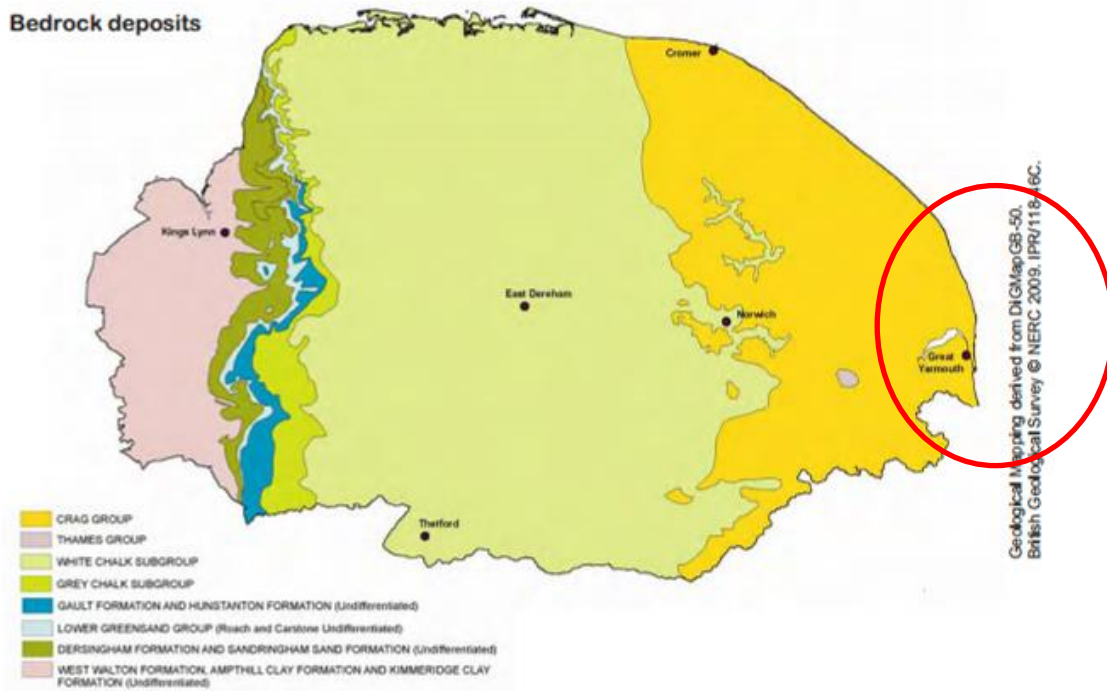 Bedrock deposits
Cromer
Kings Lynn
East Dereham
Norwich
Great
Yarmouth
Thetford
CRAG GROUP
THAMES GROUP
WHITE CHALK SUBGROUP
GREY CHALK SUBGROUP
GAULT FORMATION AND HUNSTANTON FORMATION (Undifferentiated)
LOWER GREENSAND GROUP (Roach and Carstone Undifferentiated)
DERSINGHAM FORMATION AND SANDRINGHAM SAND FORMATION (Undifferentiated)
WEST WALTON FORMATION, AMPTHILL CLAY FORMATION AND KIMMERIDGE CLAY
FORMATION (Undifferentiated)
Geological Mapping derived from DiGMapGB-50.
British Geological Survey © NERC 2009. IPR/118-46C.